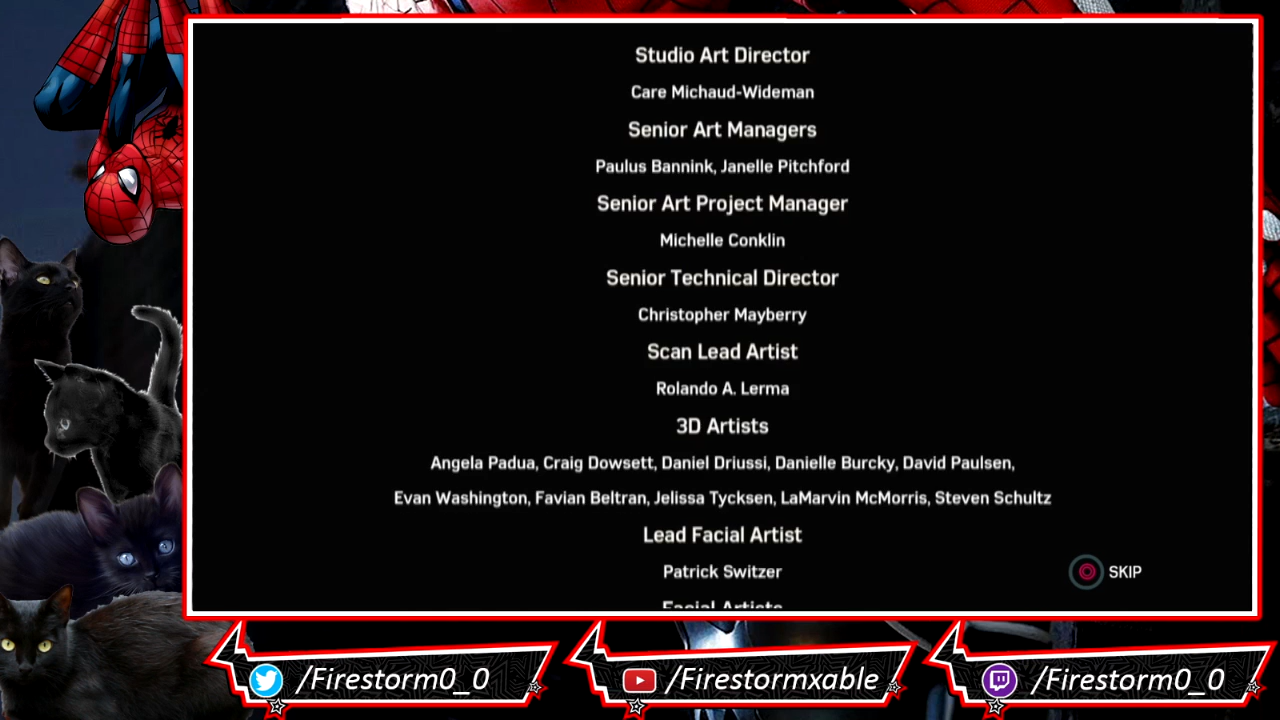 Studio Art Director
Care Michaud-Wideman
Senior Art Managers
Paulus Bannink, Janelle Pitchford
Senior Art Project Manager
Michelle Conklin
Senior Technical Director
Christopher Mayberry
Scan Lead Artist
Rolando A. Lerma
3D Artists
Angela Padua, Craig Dowsett, Daniel Driussi, Danielle Burcky, David Paulsen,
Evan Washington, Favian Beltran, Jelissa Tycksen, LaMarvin McMorris, Steven Schultz
Lead Facial Artist
Patrick Switzer
SKIP
Facial Artists
/Firestorm0_0
/Firestormxable
/Firestorm0_0